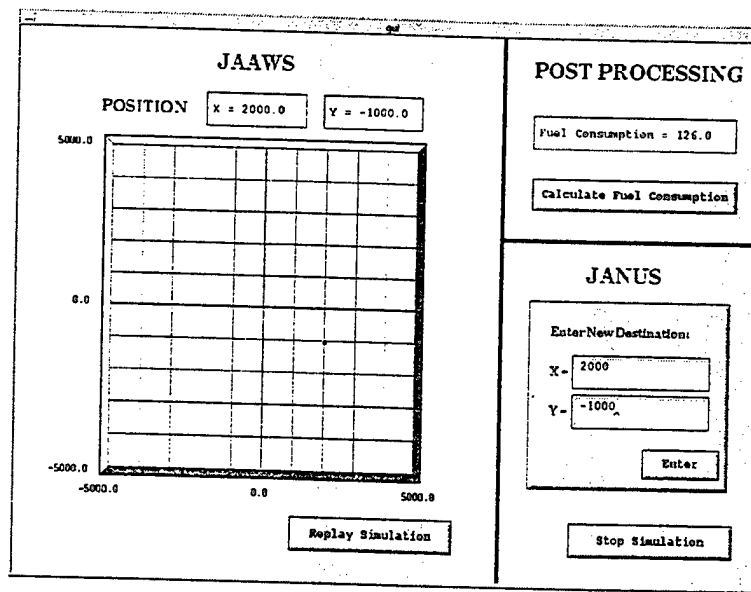 gui
JAAWS
POSITION
X = 2000.0
Y = -1000.0
5000.0
0.0
-5000.0
-5000.0
0.0
5000.0
Replay Simulation
POST PROCESSING
Fuel Consumption = 126.0
Calculate Fuel Consumption
JANUS
Enter New Destination:
X = 2000
Y = -1000
Enter
Stop Simulation